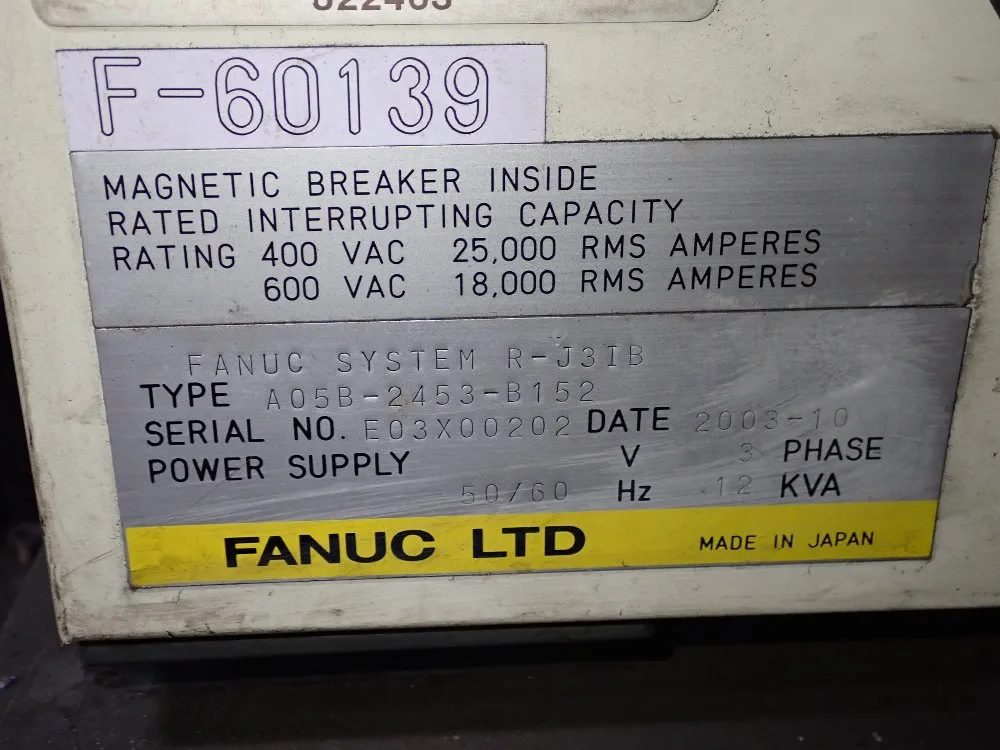 F-60139
MAGNETIC BREAKER INSIDE
RATED INTERRUPTING CAPACITY
RATING 400 VAC 25,000 RMS AMPERES
600 VAC 18,000 RMS AMPERES
FANUC SYSTEM R-J3IB
TYPE A05B-2453-B152
SERIAL NO. E03X00202 DATE 2003-10
POWER SUPPLY V 3 PHASE
50/60 Hz 12 KVA
FANUC LTD MADE IN JAPAN